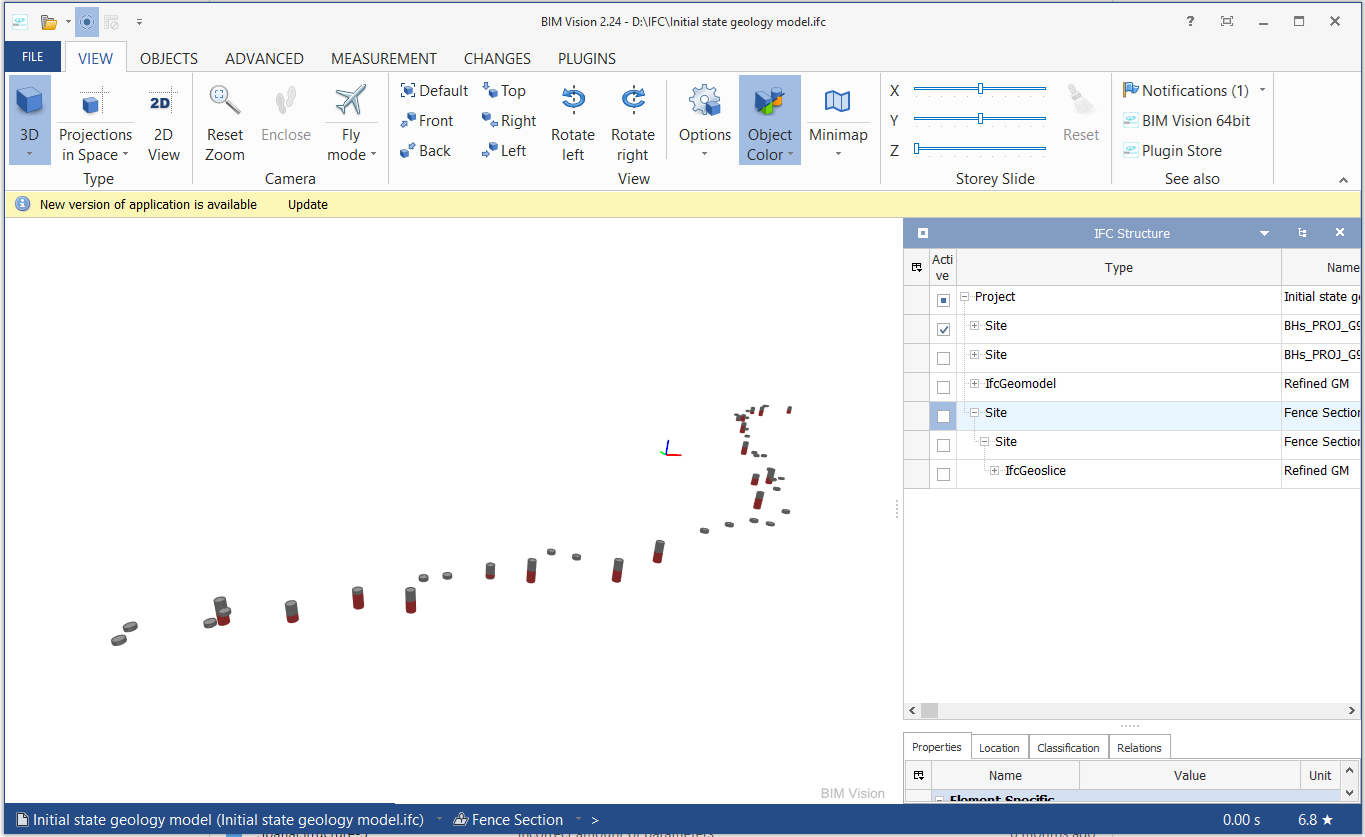 BIM Vision 2.24 - D:\IFC\Initial state geology model.ifc
?
FILE
VIEW
OBJECTS
ADVANCED
MEASUREMENT
CHANGES
PLUGINS
3D
Projections
in Space
2D
2D
View
Type
Reset
Zoom
Enclose
Fly
mode
Camera
Default
Front
Back
Top
Right
Left
Rotate
left
Rotate
right
Options
Object
Color
Minimap
View
X
Y
Z
Reset
Storey Slide
Notifications (1)
BIM Vision 64bit
Plugin Store
See also
New version of application is available Update
IFC Structure
Acti
ve
Type
Name
Project Initial state ge
Site BHs_PROJ_G9
Site BHs_PROJ_G9
IfcGeomodel Refined GM
Site Fence Section
Site Fence Section
IfcGeoslice Refined GM
Properties
Location
Classification
Relations
Name
Value
Unit
Element Specific
BIM Vision
Initial state geology model (Initial state geology model.ifc) Fence Section >
0.00 s
6.8 ★